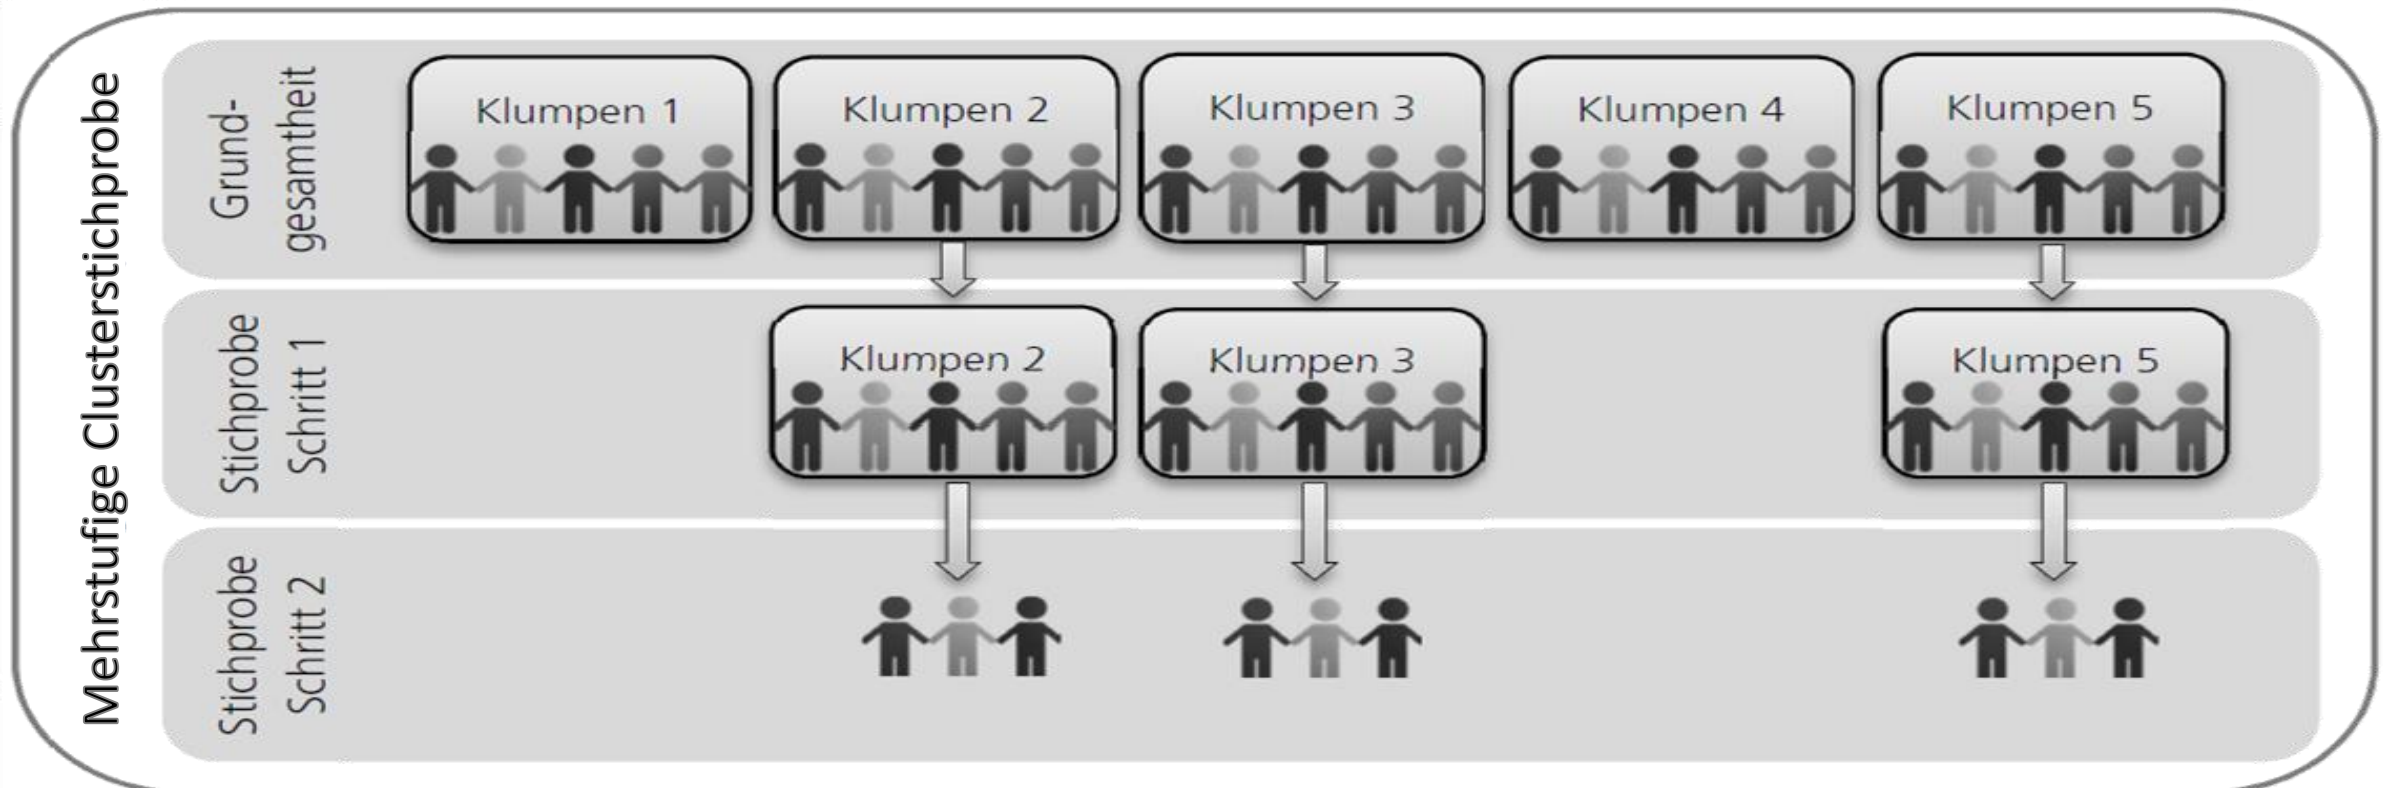 Mehrstufige Clusterstichprobe
Grund-
gesamtheit
Klumpen 1
Klumpen 2
Klumpen 3
Klumpen 4
Klumpen 5
Stichprobe
Schritt 1
Klumpen 2
Klumpen 3
Klumpen 5
Stichprobe
Schritt 2